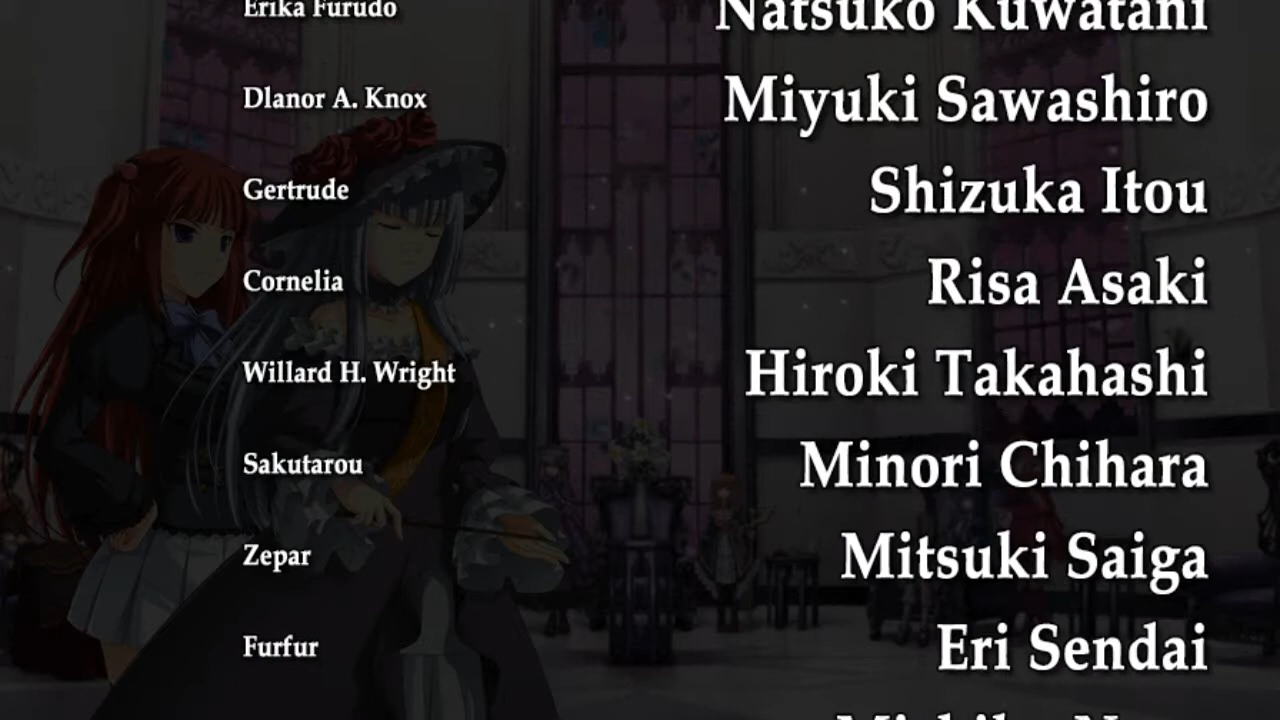 Erika Furudo Natsuko Kuwatani
Dlanor A. Knox Miyuki Sawashiro
Gertrude Shizuka Itou
Cornelia Risa Asaki
Willard H. Wright Hiroki Takahashi
Sakutarou Minori Chihara
Zepar Mitsuki Saiga
Furfur Eri Sendai